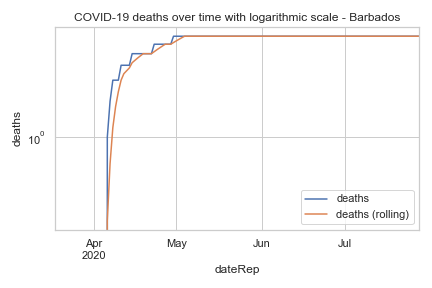 COVID-19 deaths over time with logarithmic scale - Barbados
deaths
10⁰
deaths
deaths (rolling)
Apr
2020
May
Jun
Jul
dateRep